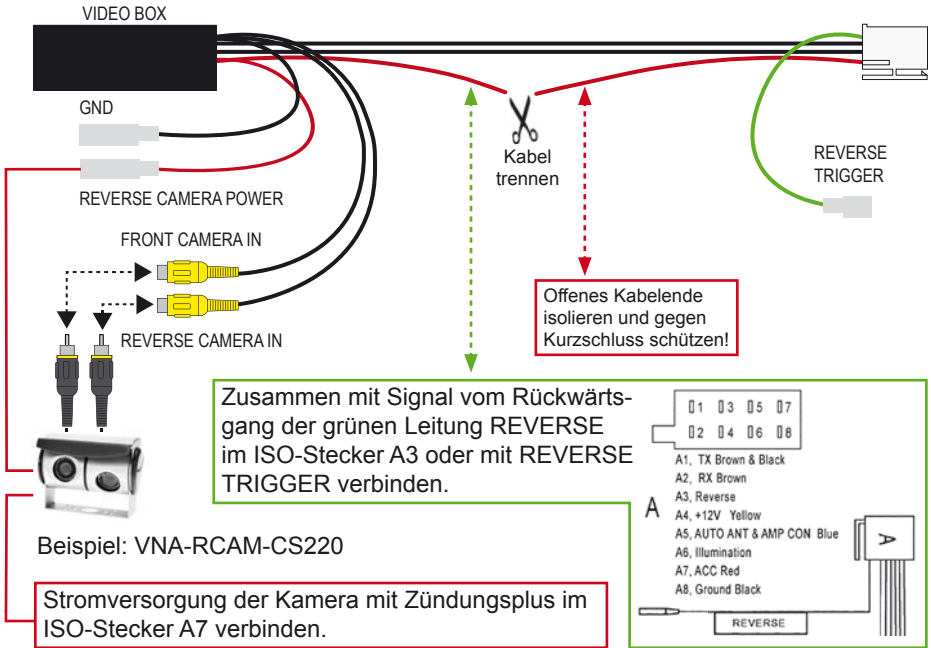 VIDEO BOX
GND
REVERSE CAMERA POWER
FRONT CAMERA IN
REVERSE CAMERA IN
Kabel
trennen
REVERSE
TRIGGER
Offenes Kabelende
isolieren und gegen
Kurzschluss schützen!
Zusammen mit Signal vom Rückwärts-
gang der grünen Leitung REVERSE
im ISO-Stecker A3 oder mit REVERSE
TRIGGER verbinden.
1 3 5 7
2 4 6 8
A
A1, TX Brown & Black
A2, RX Brown
A3, Reverse
A4, +12V Yellow
A5, AUTO ANT & AMP CON Blue
A6, Illumination
A7, ACC Red
A8, Ground Black
A
REVERSE
Beispiel: VNA-RCAM-CS220
Stromversorgung der Kamera mit Zündungsplus im
ISO-Stecker A7 verbinden.